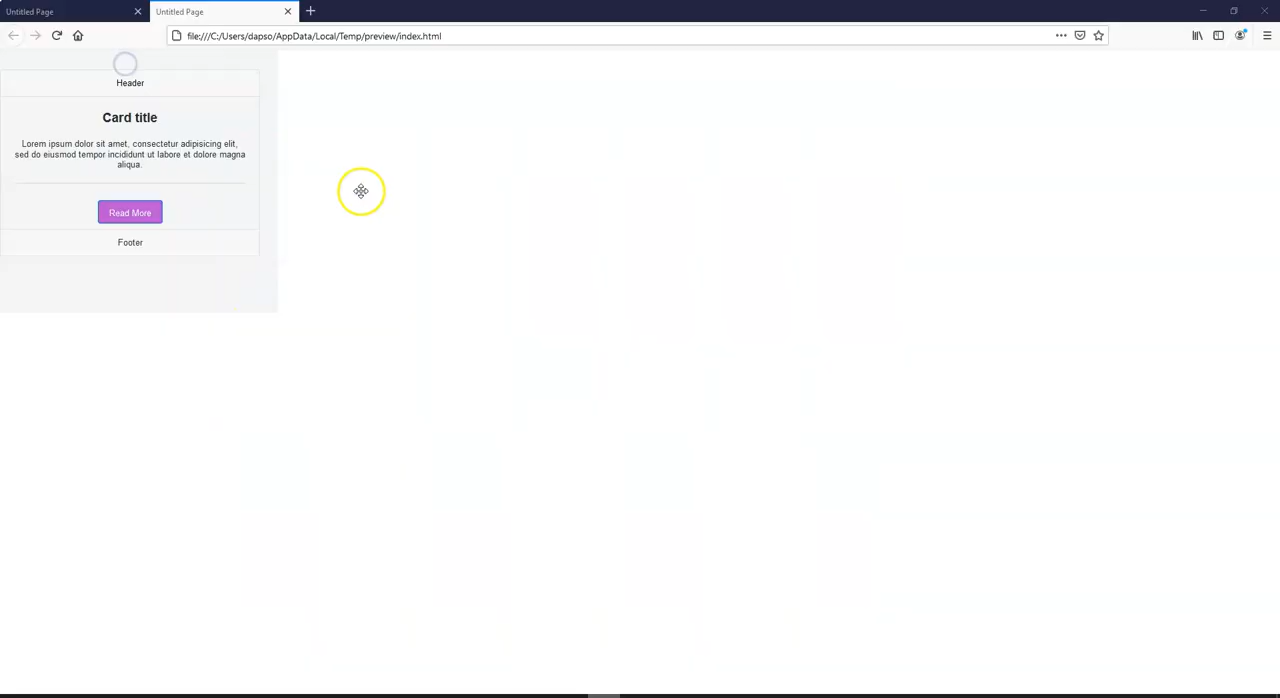 Untitled Page
Untitled Page
file:///C:/Users/dapso/AppData/Local/Temp/preview/index.html
Header
Card title
Lorem ipsum dolor sit amet, consectetur adipisicing elit,
sed do eiusmod tempor incididunt ut labore et dolore magna
aliqua.
Read More
Footer